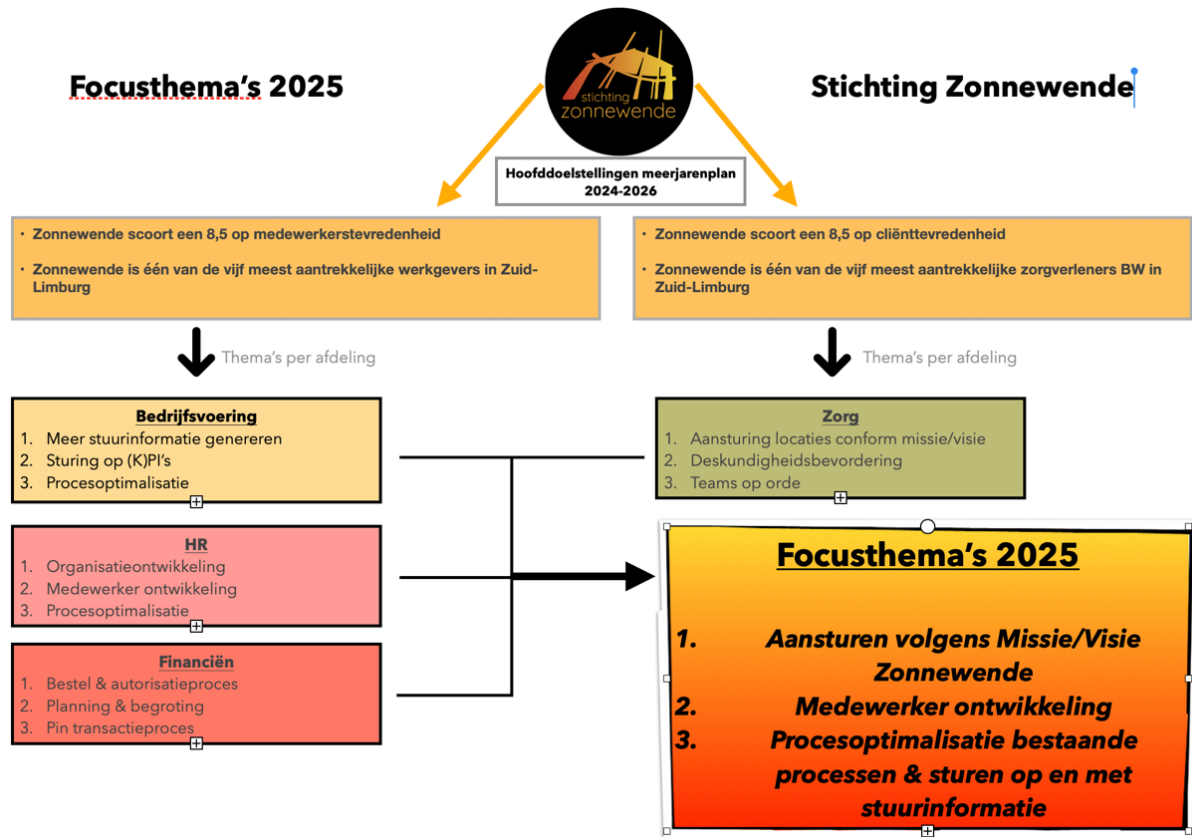 Focusthema's 2025
Stichting Zonnewende
stichting
zonnewende
Hoofddoelstellingen meerjarenplan
2024-2026
• Zonnewende scoort een 8,5 op medewerkerstevredenheid
• Zonnewende is één van de vijf meest aantrekkelijke werkgevers in Zuid-
Limburg
• Zonnewende scoort een 8,5 op cliënttevredenheid
• Zonnewende is één van de vijf meest aantrekkelijke zorgverleners BW in
Zuid-Limburg
Thema's per afdeling
Thema's per afdeling
Bedrijfsvoering
1. Meer stuurinformatie genereren
2. Sturing op (K)PI's
3. Procesoptimalisatie
Zorg
1. Aansturing locaties conform missie/visie
2. Deskundigheidsbevordering
3. Teams op orde
HR
1. Organisatieontwikkeling
2. Medewerker ontwikkeling
3. Procesoptimalisatie
Financiën
1. Bestel & autorisatieproces
2. Planning & begroting
3. Pin transactieproces
Focusthema's 2025
1. Aansturen volgens Missie/Visie
Zonnewende
2. Medewerker ontwikkeling
3. Procesoptimalisatie bestaande
processen & sturen op en met
stuurinformatie